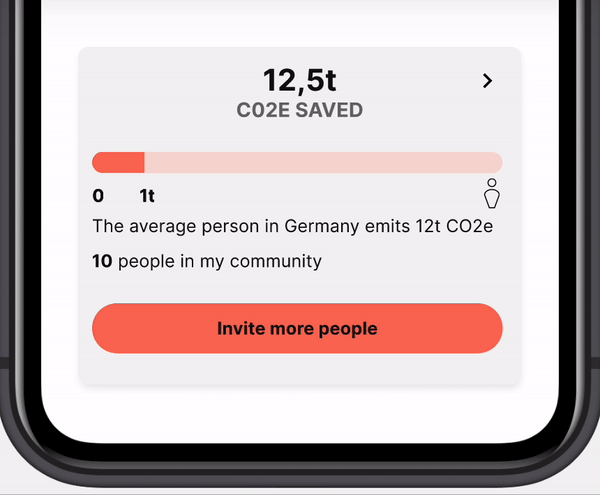 12,5t
C02E SAVED
0 1t
The average person in Germany emits 12t CO2e
10 people in my community
Invite more people